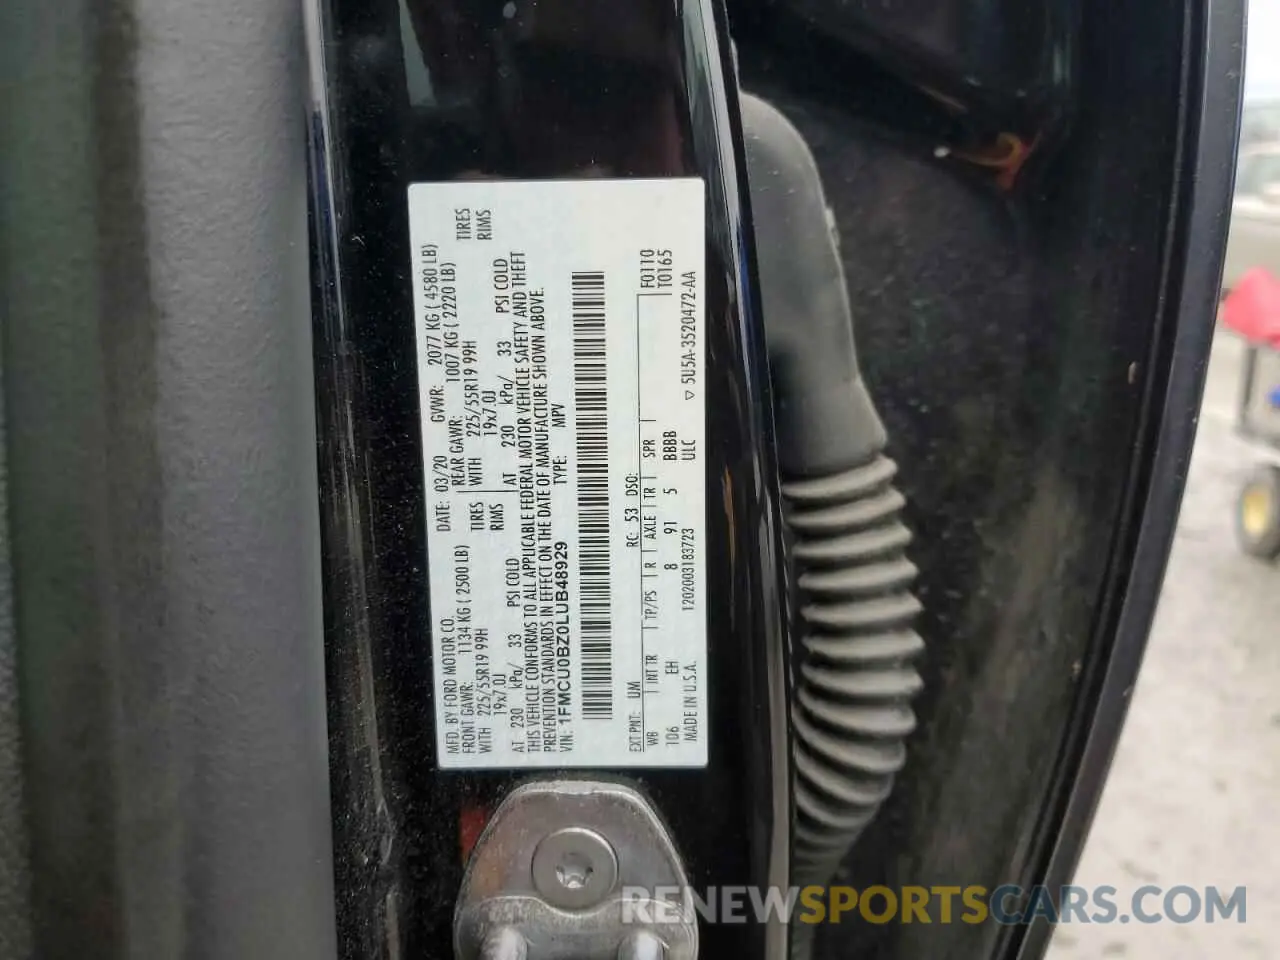 MFD. BY FORD MOTOR CO. DATE: 03/20 GVWR: 2077 KG ( 4580 LB)
FRONT GAWR: 1134 KG ( 2500 LB) REAR GAWR: 1007 KG ( 2220 LB)
WITH 225/55R19 99H TIRES WITH 225/55R19 99H TIRES
19x7.0J RIMS 19x7.0J RIMS
AT 230 kPa/ 33 PSI COLD AT 230 kPa/ 33 PSI COLD
THIS VEHICLE CONFORMS TO ALL APPLICABLE FEDERAL MOTOR VEHICLE SAFETY AND THEFT
PREVENTION STANDARDS IN EFFECT ON THE DATE OF MANUFACTURE SHOWN ABOVE.
VIN: 1FMCU0BZ0LUB48929 TYPE: MPV
EXT PNT: UM RC: 53 DSO: F0110
WB INT TR TP/PS R AXLE TR SPR T0165
106 EH 8 91 5 BBBB
MADE IN U.S.A. 1202003183723 ULC ▽ 5U5A-3520472-AA
RENEWSPORTSCARS.COM